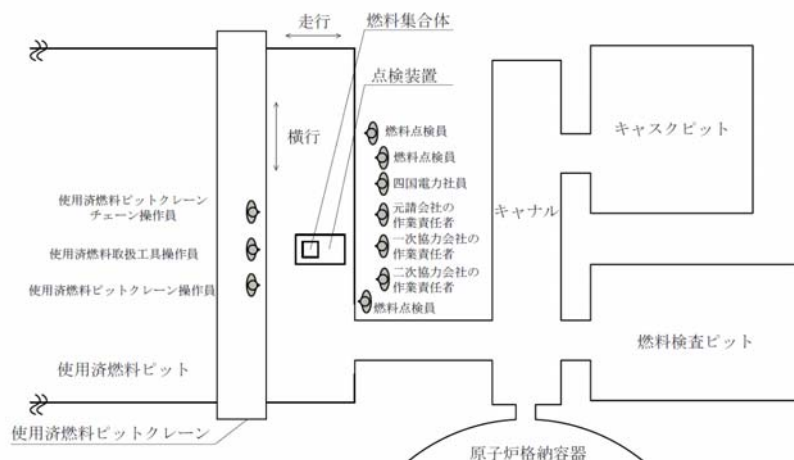 走行
燃料集合体
点検装置
横行
燃料点検員
燃料点検員
四国電力社員
元請会社の
作業責任者
一次協力会社の
作業責任者
二次協力会社の
作業責任者
燃料点検員
使用済燃料ピットクレーン
チェーン操作員
使用済燃料取扱工具操作員
使用済燃料ピットクレーン操作員
キャナル
キャスクピット
燃料検査ピット
使用済燃料ピット
使用済燃料ピットクレーン
原子炉格納容器